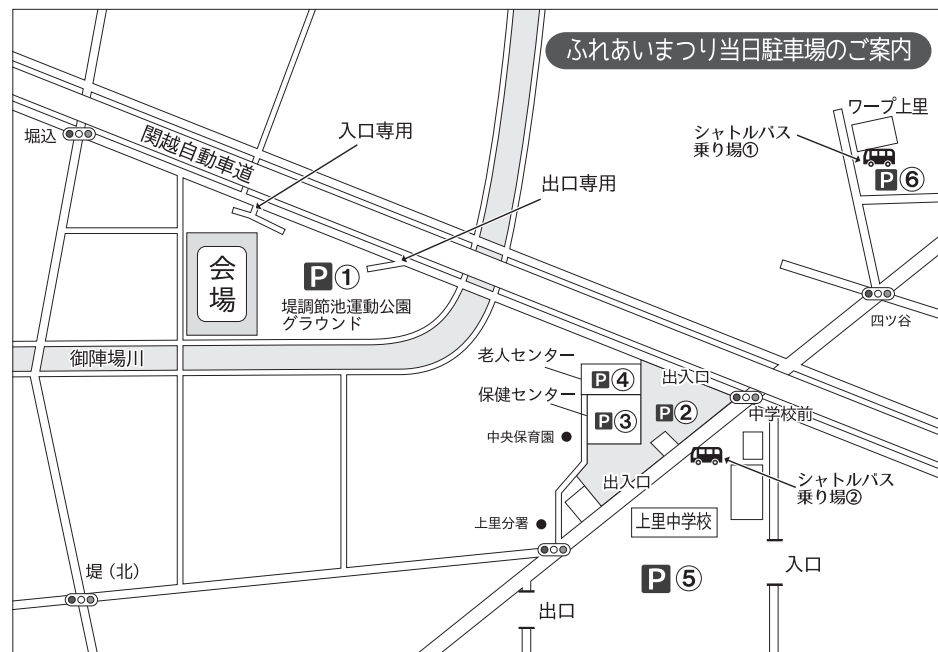 ふれあいまつり当日駐車場のご案内
ワープ上里
シャトルバス
乗り場①
P⑥
堀込
関越自動車道
入口専用
出口専用
会場
P①
堤調節池運動公園
グラウンド
四ツ谷
御陣場川
老人センター
P④
出入口
保健センター
P③
P②
中学校前
中央保育園
出入口
シャトルバス
乗り場②
上里分署
上里中学校
堤(北)
P⑤
入口
出口